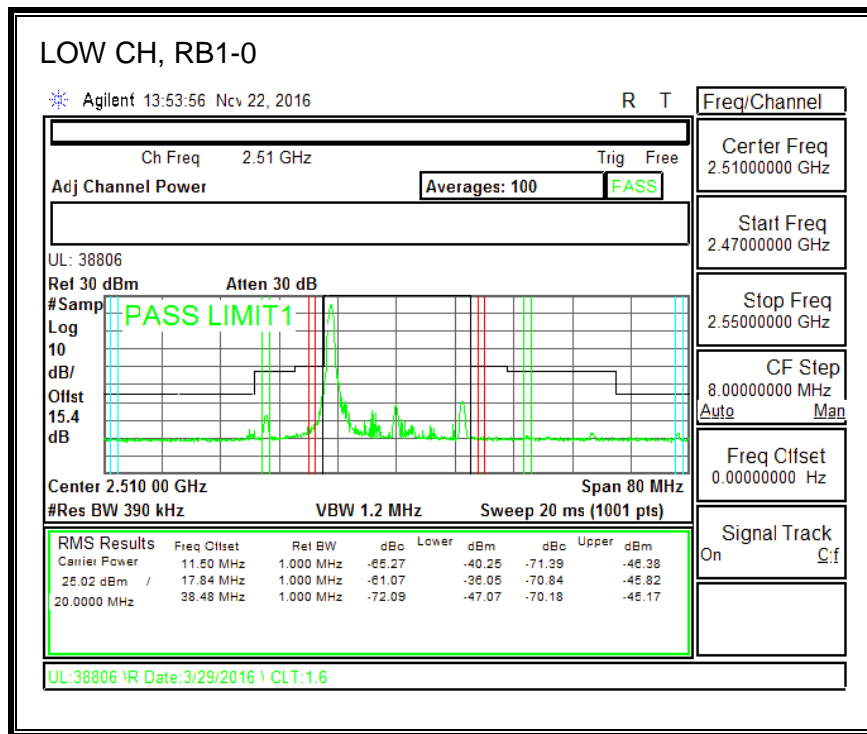 LOW CH, RB1-0
Agilent 13:53:56 Nov 22, 2016 R T
Freq/Channel
Ch Freq 2.51 GHz Trig Free
Adj Channel Power Averages: 100 PASS
Center Freq
2.51000000 GHz
Start Freq
2.47000000 GHz
Stop Freq
2.55000000 GHz
CF Step
8.00000000 MHz
Auto Man
Freq Offset
0.00000000 Hz
Signal Track
On Off
UL: 38806
Ref 30 dBm Atten 30 dB
#Samp
Log
10
dB/
Offst
15.4
dB
PASS LIMIT1
Center 2.510 00 GHz Span 80 MHz
#Res BW 390 kHz VBW 1.2 MHz Sweep 20 ms (1001 pts)
RMS Results Freq Offset Ref BW dBc Lower dBm dBc Upper dBm
Carrier Power 11.50 MHz 1.000 MHz -65.27 -40.25 -71.39 -46.38
25.02 dBm / 17.84 MHz 1.000 MHz -61.07 -36.05 -70.84 -45.82
20.0000 MHz 38.48 MHz 1.000 MHz -72.09 -47.07 -70.18 -45.17
UL:38806 \R Date:3/29/2016 \ CLT:1.6